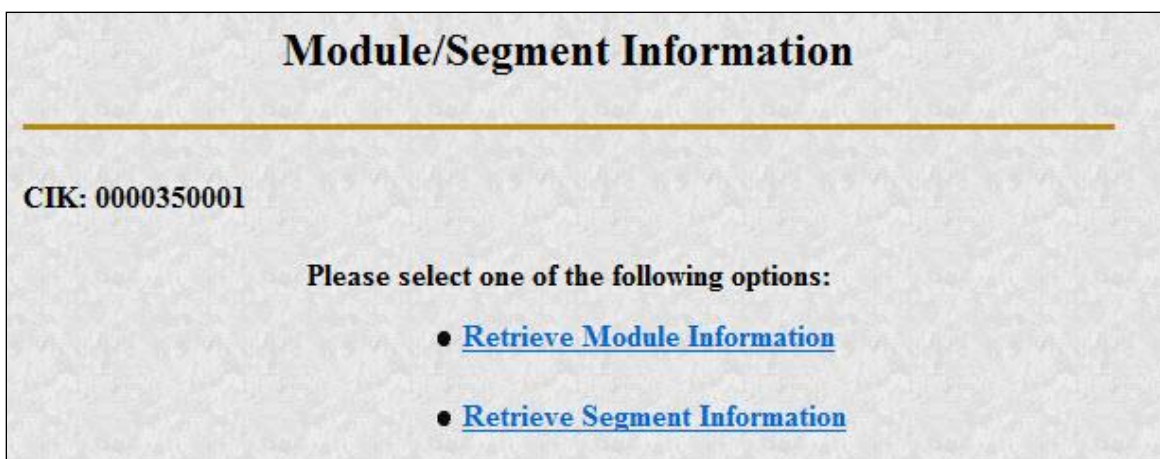 Module/Segment Information
CIK: 0000350001
Please select one of the following options:
Retrieve Module Information
Retrieve Segment Information